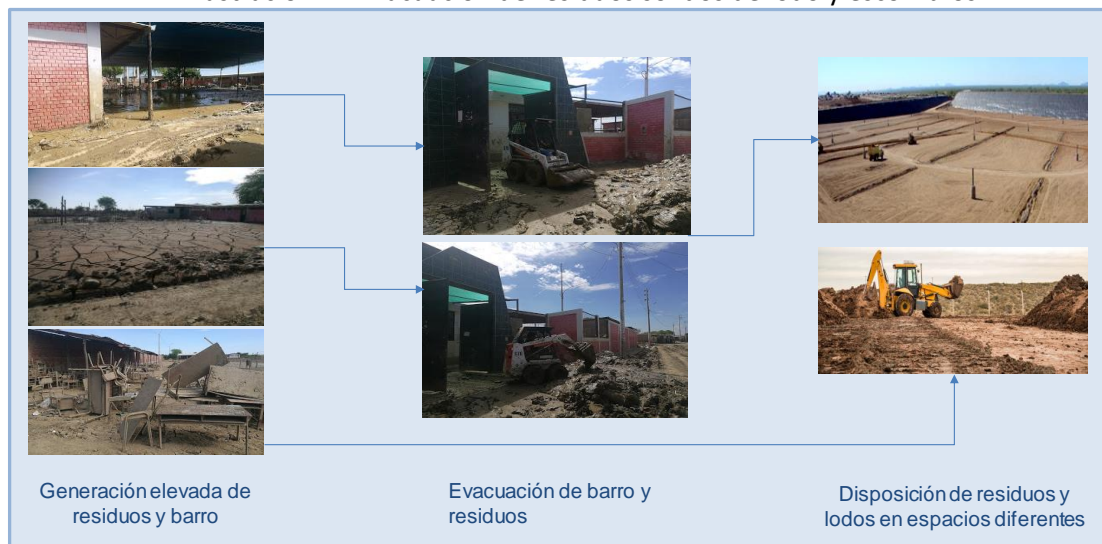 Generación elevada de
residuos y barro
Evacuación de barro y
residuos
Disposición de residuos y
lodos en espacios diferentes